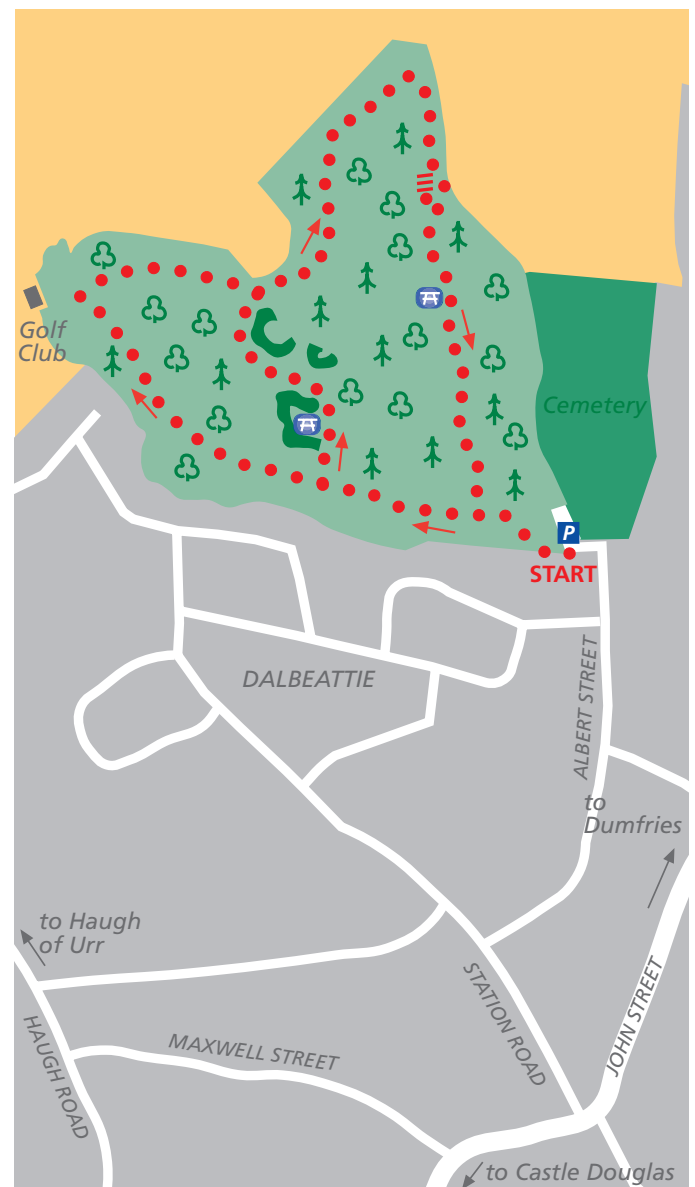 Golf
Club
Cemetery
P
START
DALBEATTIE
ALBERT STREET
to
Dumfries
to Haugh
of Urr
STATION ROAD
JOHN STREET
HAUGH ROAD
MAXWELL STREET
to Castle Douglas